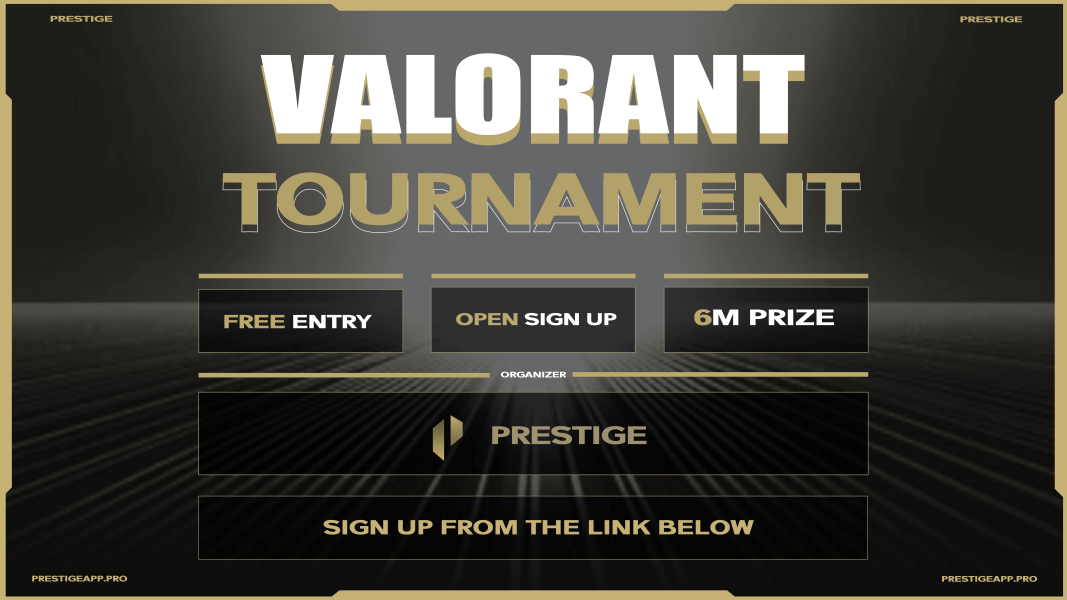 PRESTIGE
PRESTIGE
VALORANT
TOURNAMENT
FREE ENTRY
OPEN SIGN UP
6M PRIZE
ORGANIZER
PRESTIGE
SIGN UP FROM THE LINK BELOW
PRESTIGEAPP.PRO
PRESTIGEAPP.PRO